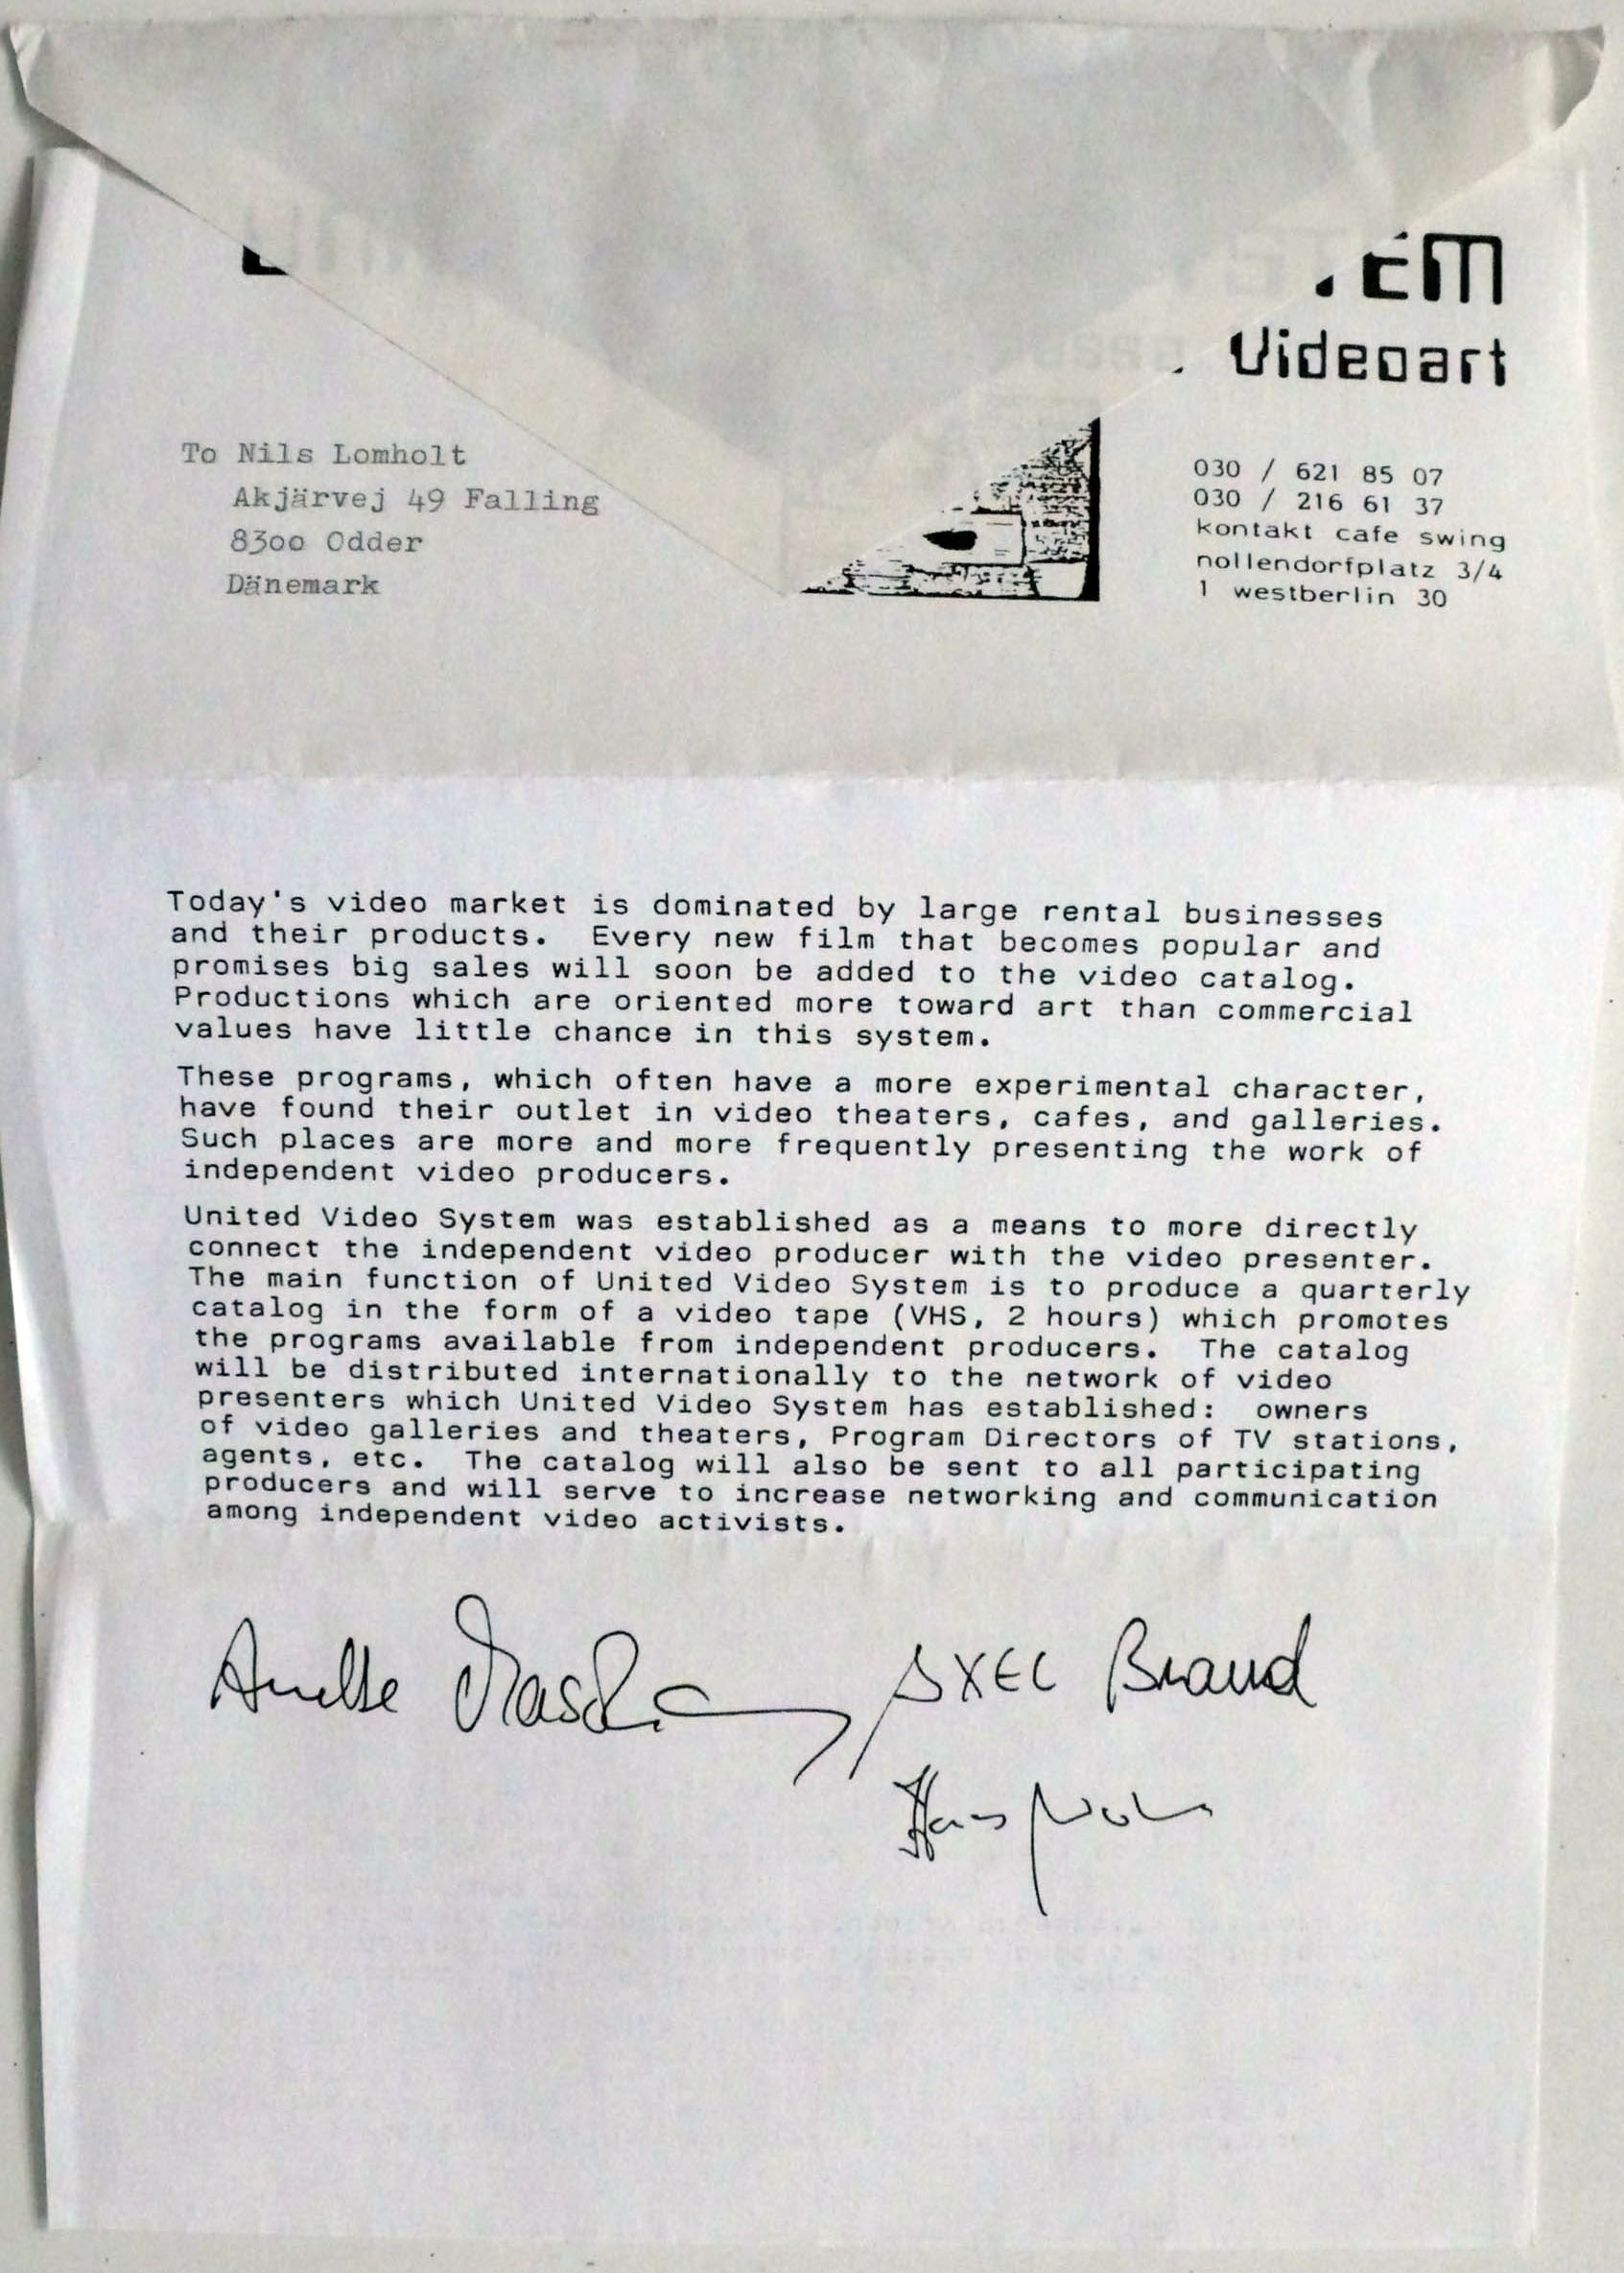 Videoart
To Nils Lomholt
Akjärvej 49 Falling
83oo Odder
Dänemark
030 / 621 85 07
030 / 216 61 37
kontakt cafe swing
nollendorfplatz 3/4
1 westberlin 30
Today's video market is dominated by large rental businesses
and their products. Every new film that becomes popular and
promises big sales will soon be added to the video catalog.
Productions which are oriented more toward art than commercial
values have little chance in this system.
These programs, which often have a more experimental character,
have found their outlet in video theaters, cafes, and galleries.
Such places are more and more frequently presenting the work of
independent video producers.
United Video System was established as a means to more directly
connect the independent video producer with the video presenter.
The main function of United Video System is to produce a quarterly
catalog in the form of a video tape (VHS, 2 hours) which promotes
the programs available from independent producers. The catalog
will be distributed internationally to the network of video
presenters which United Video System has established: owners
of video galleries and theaters, Program Directors of TV stations,
agents, etc. The catalog will also be sent to all participating
producers and will serve to increase networking and communication
among independent video activists.
AXEL Brand